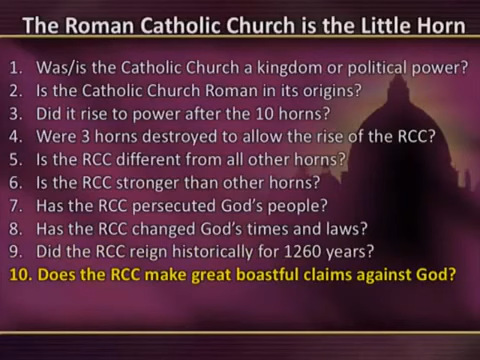 The Roman Catholic Church is the Little Horn
1. Was/is the Catholic Church a kingdom or political power?
2. Is the Catholic Church Roman in its origins?
3. Did it rise to power after the 10 horns?
4. Were 3 horns destroyed to allow the rise of the RCC?
5. Is the RCC different from all other horns?
6. Is the RCC stronger than other horns?
7. Has the RCC persecuted God's people?
8. Has the RCC changed God's times and laws?
9. Did the RCC reign historically for 1260 years?
10. Does the RCC make great boastful claims against God?